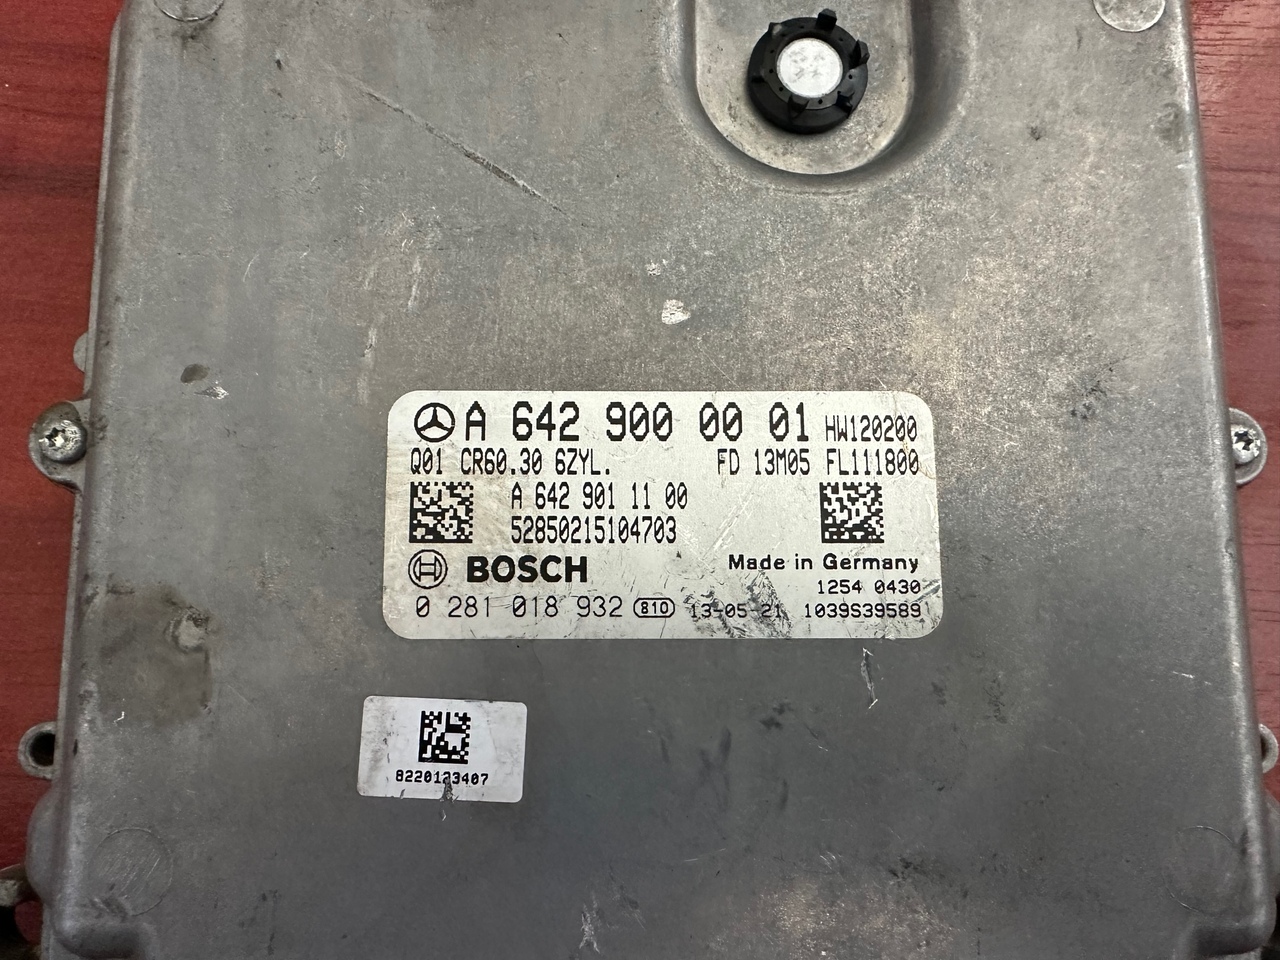 A 642 900 00 01 HW120200
Q01 CR60.30 6ZYL. FD 13M05 FL111800
A 642 901 11 00
52850215104703
BOSCH Made in Germany
1254 0430
0 281 018 932 810 13-05-21 1039S39589
8220123407